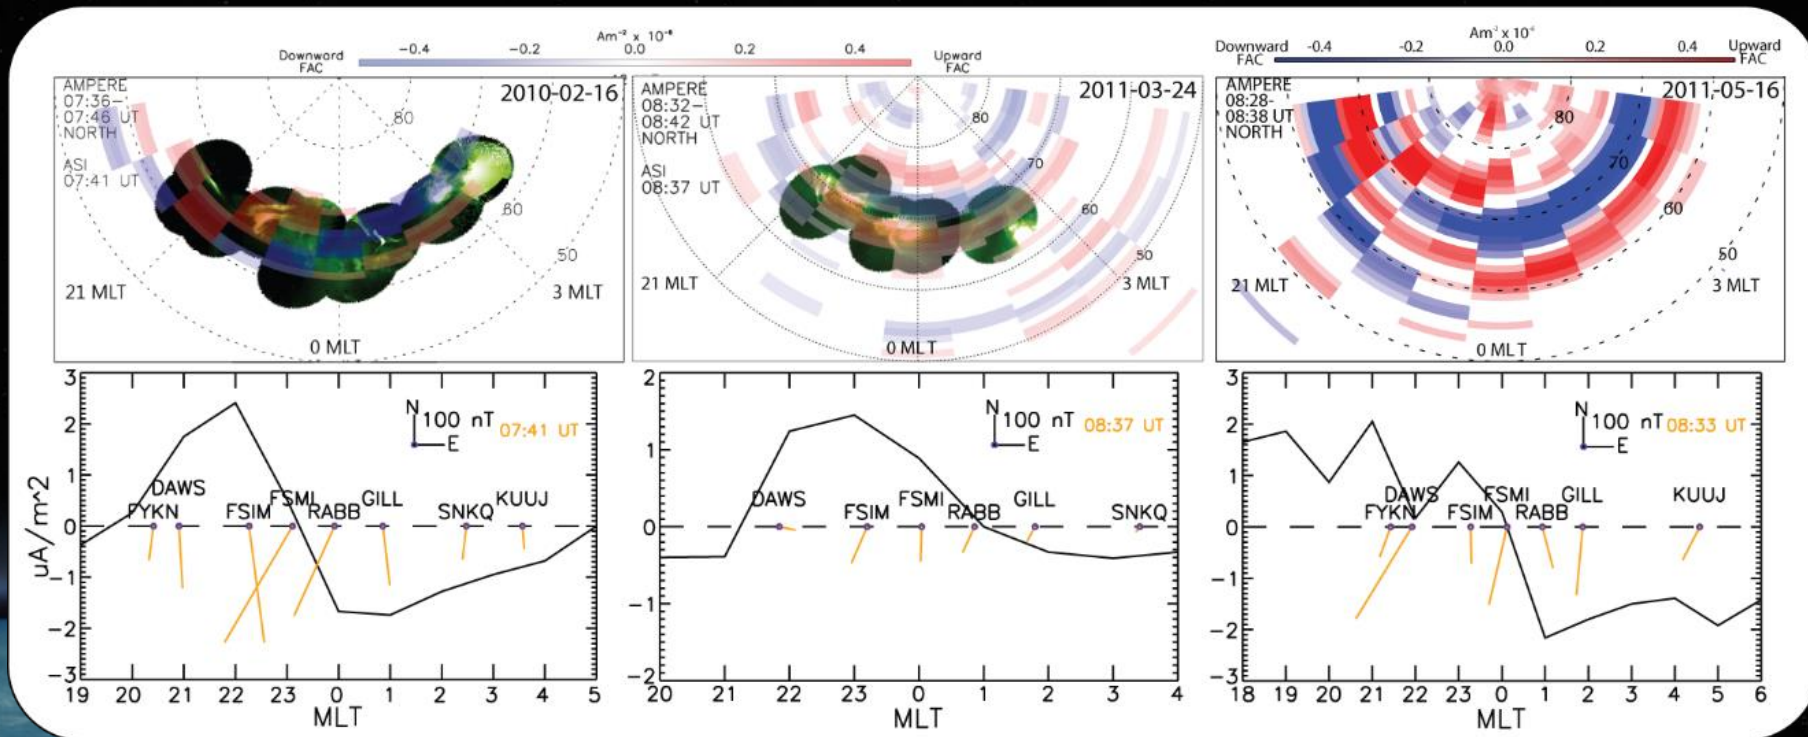 Am⁻² x 10⁻⁶
Downward FAC -0.4 -0.2 0.0 0.2 0.4 Upward FAC
Downward FAC -0.4 -0.2 0.0 0.2 0.4 Upward FAC
AMPERE
07:36-
07:46 UT
NORTH
ASI
07:41 UT
2010-02-16
80
60
50
21 MLT
3 MLT
0 MLT
AMPERE
08:32-
08:42 UT
NORTH
ASI
08:37 UT
2011-03-24
80
70
60
50
21 MLT
3 MLT
0 MLT
AMPERE
08:28-
08:38 UT
NORTH
2011-05-16
80
70
60
50
21 MLT
3 MLT
0 MLT
uA/m^2
3
2
1
0
-1
-2
-3
N
100 nT 07:41 UT
E
DAWS
FYKN
FSIM
FSMI
RABB
GILL
SNKQ
KUUJ
19 20 21 22 23 0 1 2 3 4 5
MLT
2
1
0
-1
-2
N
100 nT 08:37 UT
E
DAWS
FSIM
FSMI
RABB
GILL
SNKQ
20 21 22 23 0 1 2 3 4
MLT
3
2
1
0
-1
-2
-3
N
100 nT 08:33 UT
E
DAWS
FYKN
FSIM
FSMI
RABB
GILL
KUUJ
18 19 20 21 22 23 0 1 2 3 4 5 6
MLT